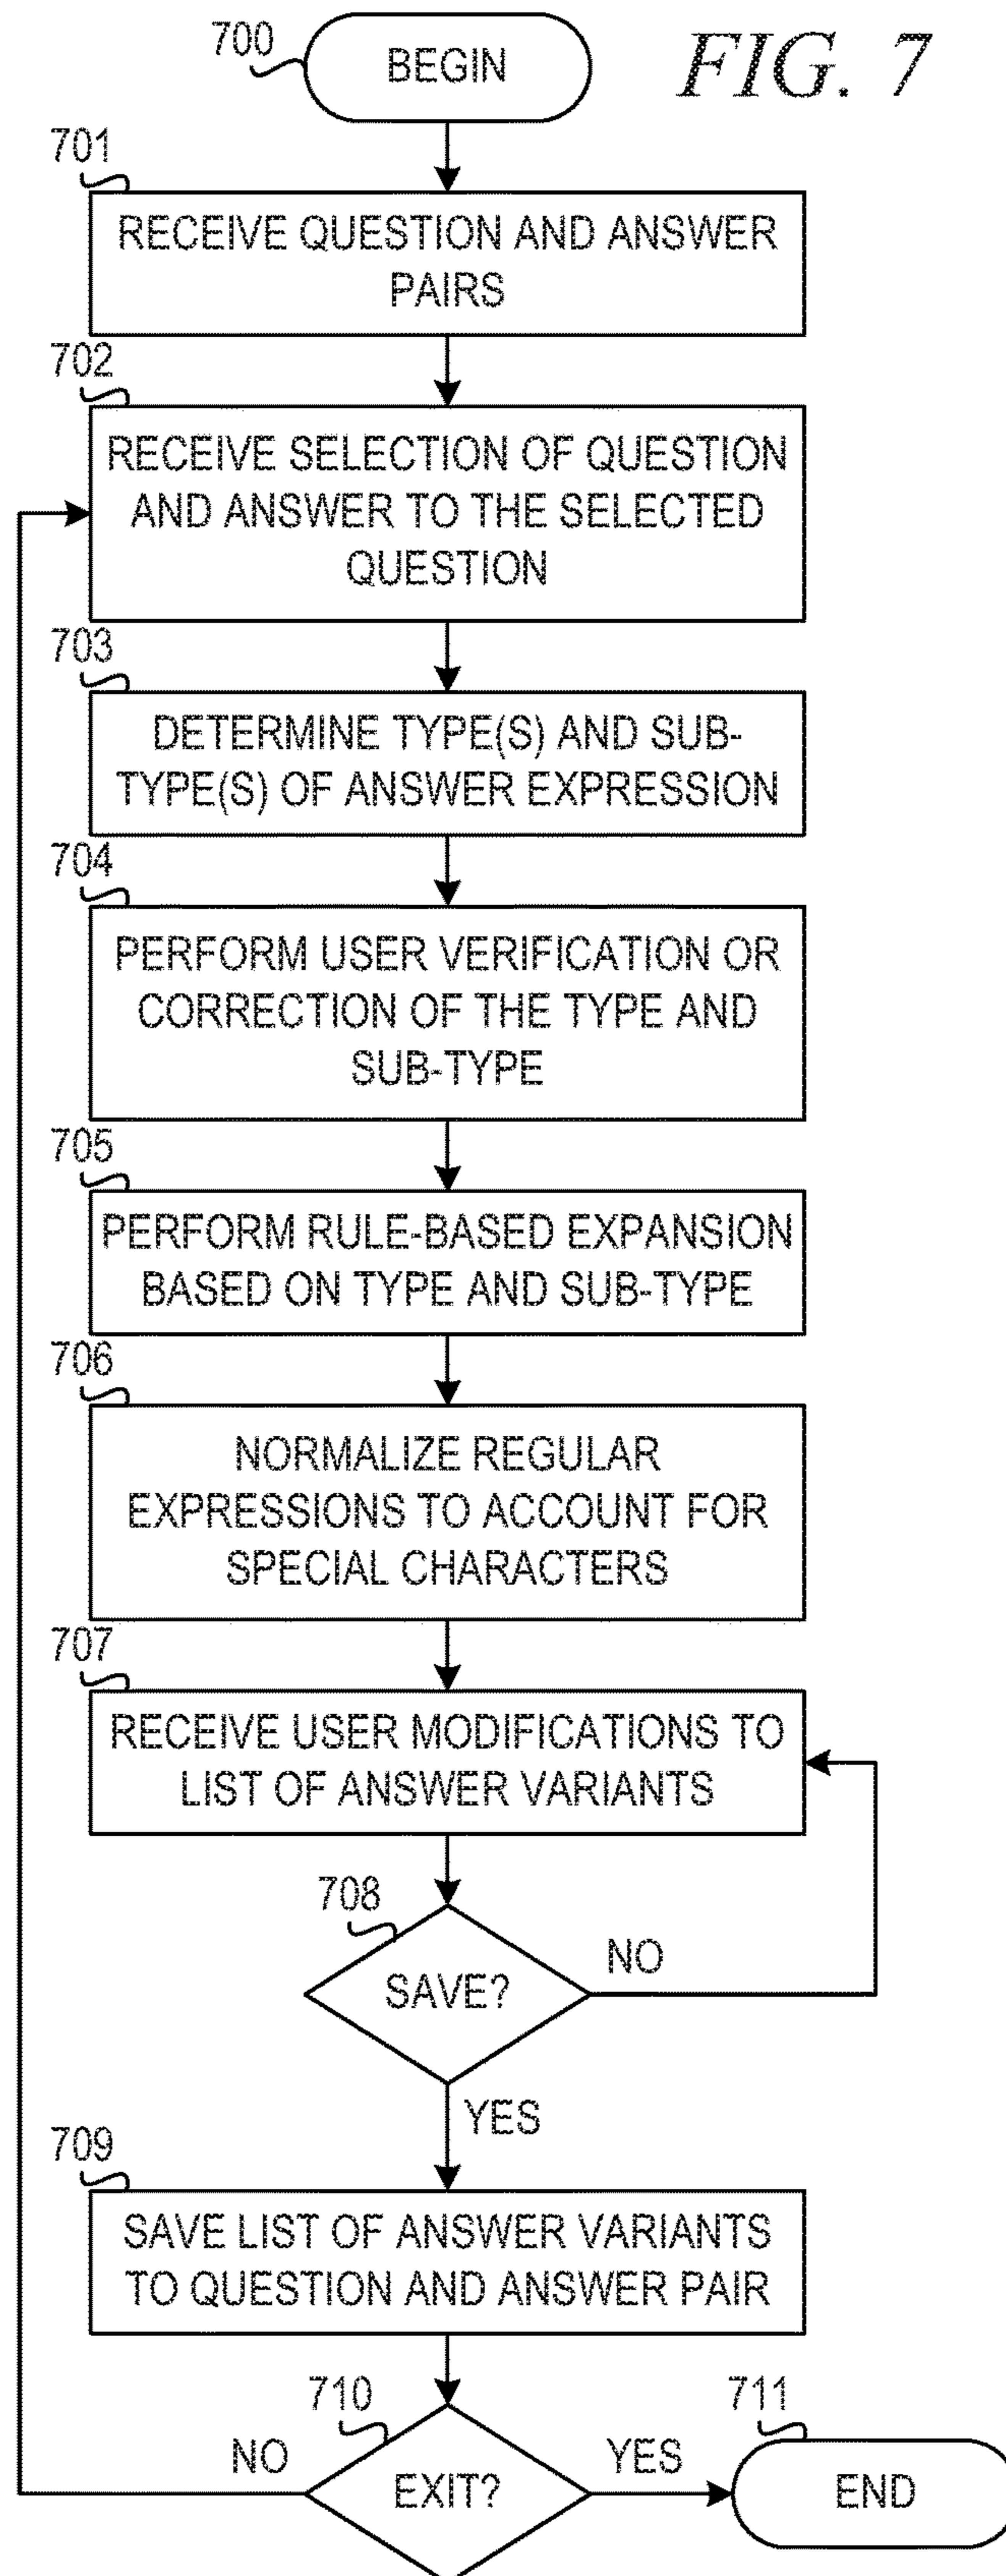 FIG. 7
700
BEGIN
701
RECEIVE QUESTION AND ANSWER
PAIRS
702
RECEIVE SELECTION OF QUESTION
AND ANSWER TO THE SELECTED
QUESTION
703
DETERMINE TYPE(S) AND SUB-
TYPE(S) OF ANSWER EXPRESSION
704
PERFORM USER VERIFICATION OR
CORRECTION OF THE TYPE AND
SUB-TYPE
705
PERFORM RULE-BASED EXPANSION
BASED ON TYPE AND SUB-TYPE
706
NORMALIZE REGULAR
EXPRESSIONS TO ACCOUNT FOR
SPECIAL CHARACTERS
707
RECEIVE USER MODIFICATIONS TO
LIST OF ANSWER VARIANTS
708
SAVE?
NO
YES
709
SAVE LIST OF ANSWER VARIANTS
TO QUESTION AND ANSWER PAIR
710
NO
EXIT?
YES
711
END